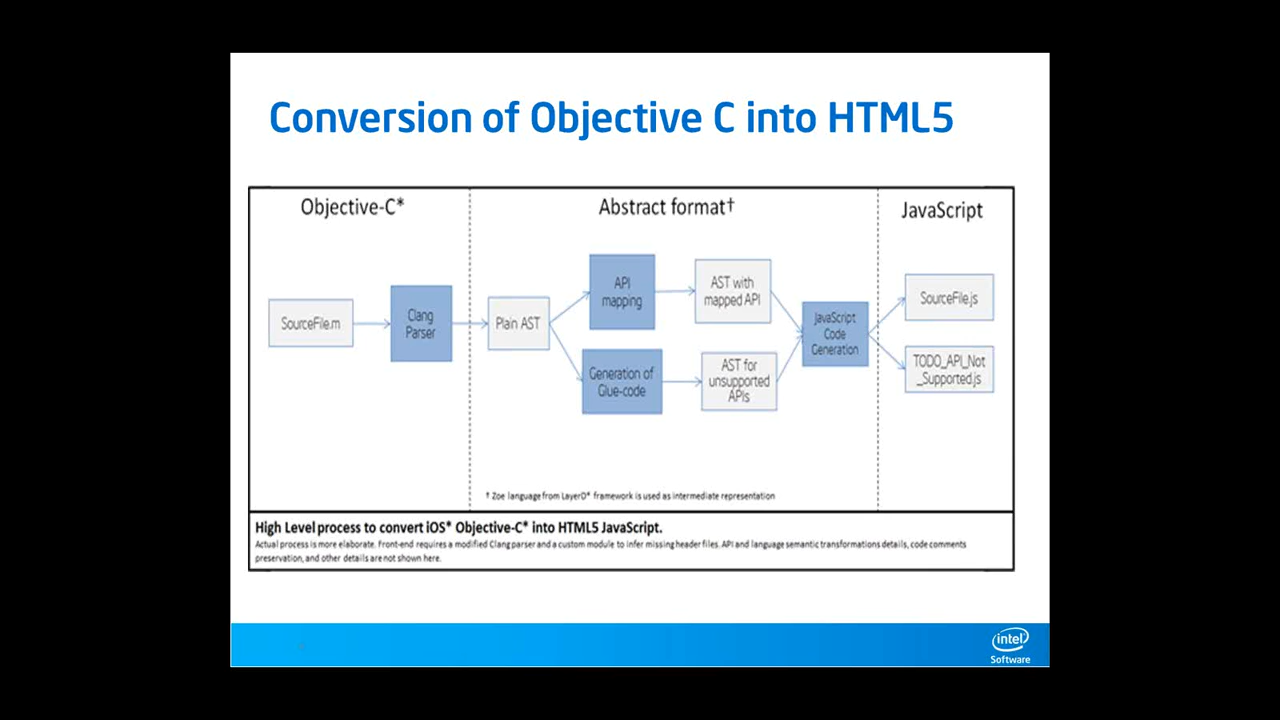 Conversion of Objective C into HTML5
Objective-C*
Abstract format†
JavaScript
SourceFile.m
Clang
Parser
Plain AST
API
mapping
AST with
mapped API
Generation of
Glue-code
AST for
unsupported
APIs
JavaScript
Code
Generation
SourceFile.js
TODO_API_Not
_Supported.js
† Zoe language from LayerD* framework is used as intermediate representation
High Level process to convert iOS* Objective-C* into HTML5 JavaScript.
Actual process is more elaborate. Front-end requires a modified Clang parser and a custom module to infer missing header files. API and language semantic transformations details, code comments
preservation, and other details are not shown here.
intel
Software